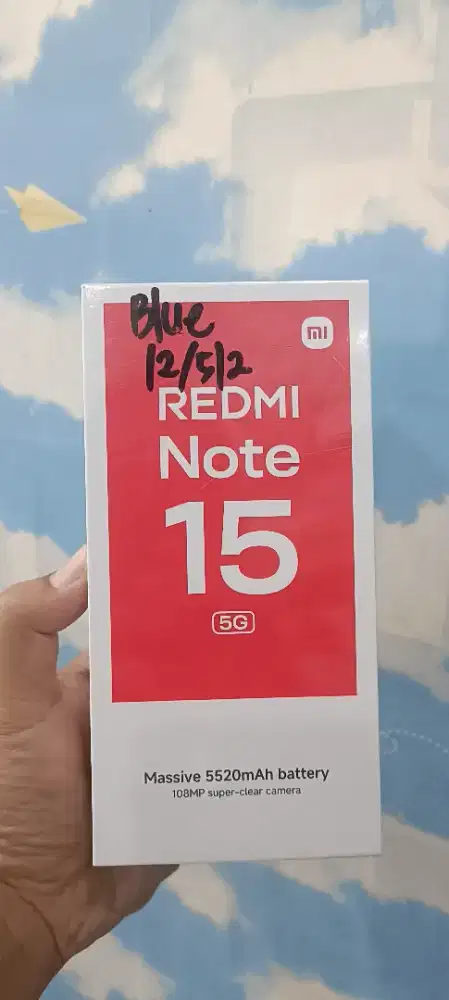 Blue
12/512
mi
REDMI
Note
15
5G
Massive 5520mAh battery
108MP super-clear camera